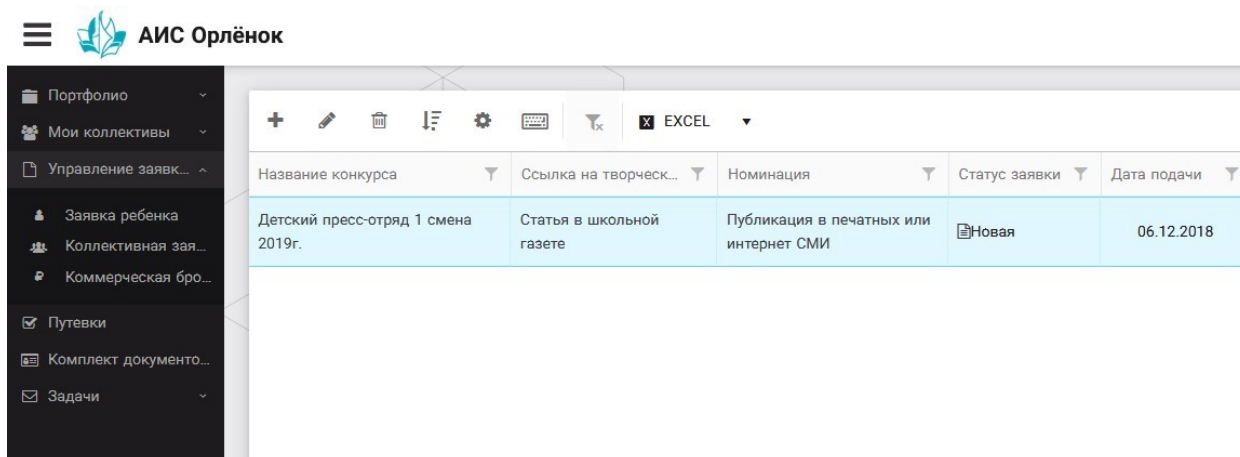 АИС Орлёнок
Портфолио
Мои коллективы
Управление заявк...
Заявка ребенка
Коллективная зая...
Коммерческая бро...
Путевки
Комплект документо...
Задачи
EXCEL
Название конкурса Ссылка на творческ... Номинация Статус заявки Дата подачи
Детский пресс-отряд 1 смена Статья в школьной Публикация в печатных или Новая 06.12.2018
2019г. газете интернет СМИ